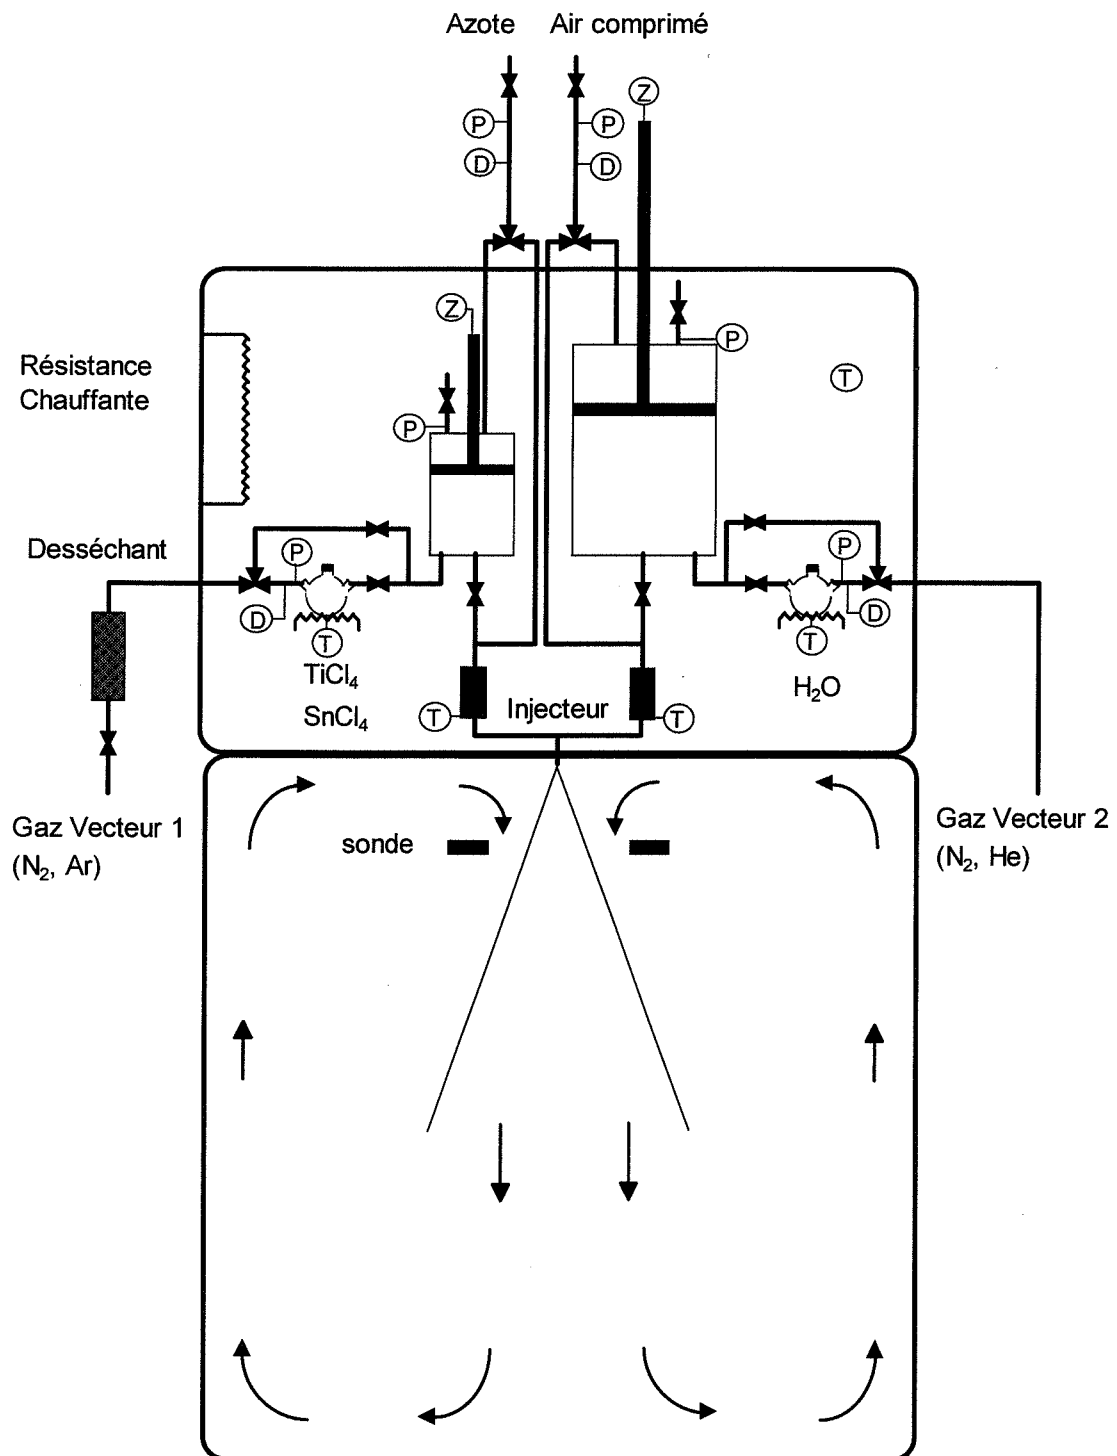 Azote
Air comprimé
Z
P
P
D
D
Z
P
T
P
Résistance
Chauffante
Desséchant
P
P
D
D
T
T
TiCl₄
SnCl₄
H₂O
T
Injecteur
T
Gaz Vecteur 1
(N₂, Ar)
Gaz Vecteur 2
(N₂, He)
sonde